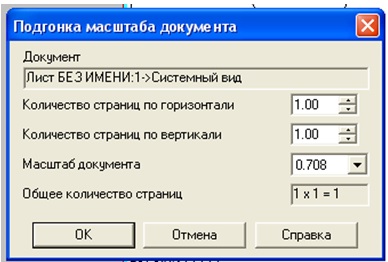 Подгонка масштаба документа
Документ
Лист БЕЗ ИМЕНИ:1->Системный вид
Количество страниц по горизонтали 1.00
Количество страниц по вертикали 1.00
Масштаб документа 0.708
Общее количество страниц 1 x 1 = 1
OK Отмена Справка